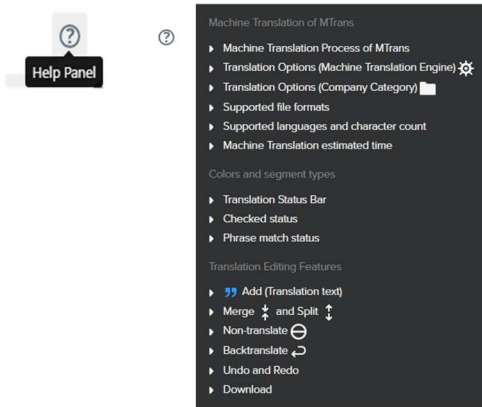 Help Panel
Machine Translation of MTrans
Machine Translation Process of MTrans
Translation Options (Machine Translation Engine)
Translation Options (Company Category)
Supported file formats
Supported languages and character count
Machine Translation estimated time
Colors and segment types
Translation Status Bar
Checked status
Phrase match status
Translation Editing Features
Add (Translation text)
Merge and Split
Non-translate
Backtranslate
Undo and Redo
Download